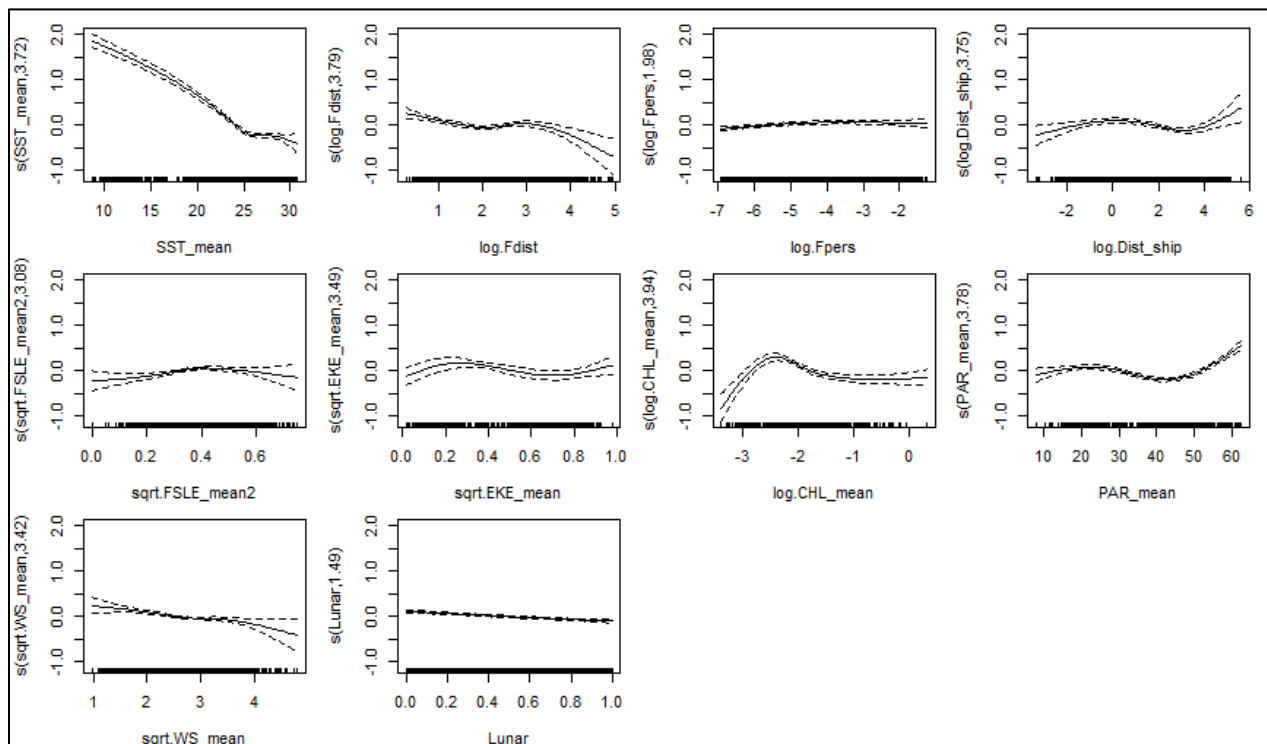 s(SST_mean,3.72)
2.0
1.0
0.0
-1.0
10 15 20 25 30
SST_mean
s(log.Fdist,3.79)
2.0
1.0
0.0
-1.0
1 2 3 4 5
log.Fdist
s(log.Fpers,1.98)
2.0
1.0
0.0
-1.0
-7 -6 -5 -4 -3 -2
log.Fpers
s(log.Dist_ship,3.75)
2.0
1.0
0.0
-1.0
-2 0 2 4 6
log.Dist_ship
s(sqrt.FSLE_mean2,3.08)
2.0
1.0
0.0
-1.0
0.0 0.2 0.4 0.6
sqrt.FSLE_mean2
s(sqrt.EKE_mean,3.49)
2.0
1.0
0.0
-1.0
0.0 0.2 0.4 0.6 0.8 1.0
sqrt.EKE_mean
s(log.CHL_mean,3.94)
2.0
1.0
0.0
-1.0
-3 -2 -1 0
log.CHL_mean
s(PAR_mean,3.78)
2.0
1.0
0.0
-1.0
10 20 30 40 50 60
PAR_mean
s(sqrt.WS_mean,3.42)
2.0
1.0
0.0
-1.0
1 2 3 4
sqrt.WS_mean
s(Lunar,1.49)
2.0
1.0
0.0
-1.0
0.0 0.2 0.4 0.6 0.8 1.0
Lunar